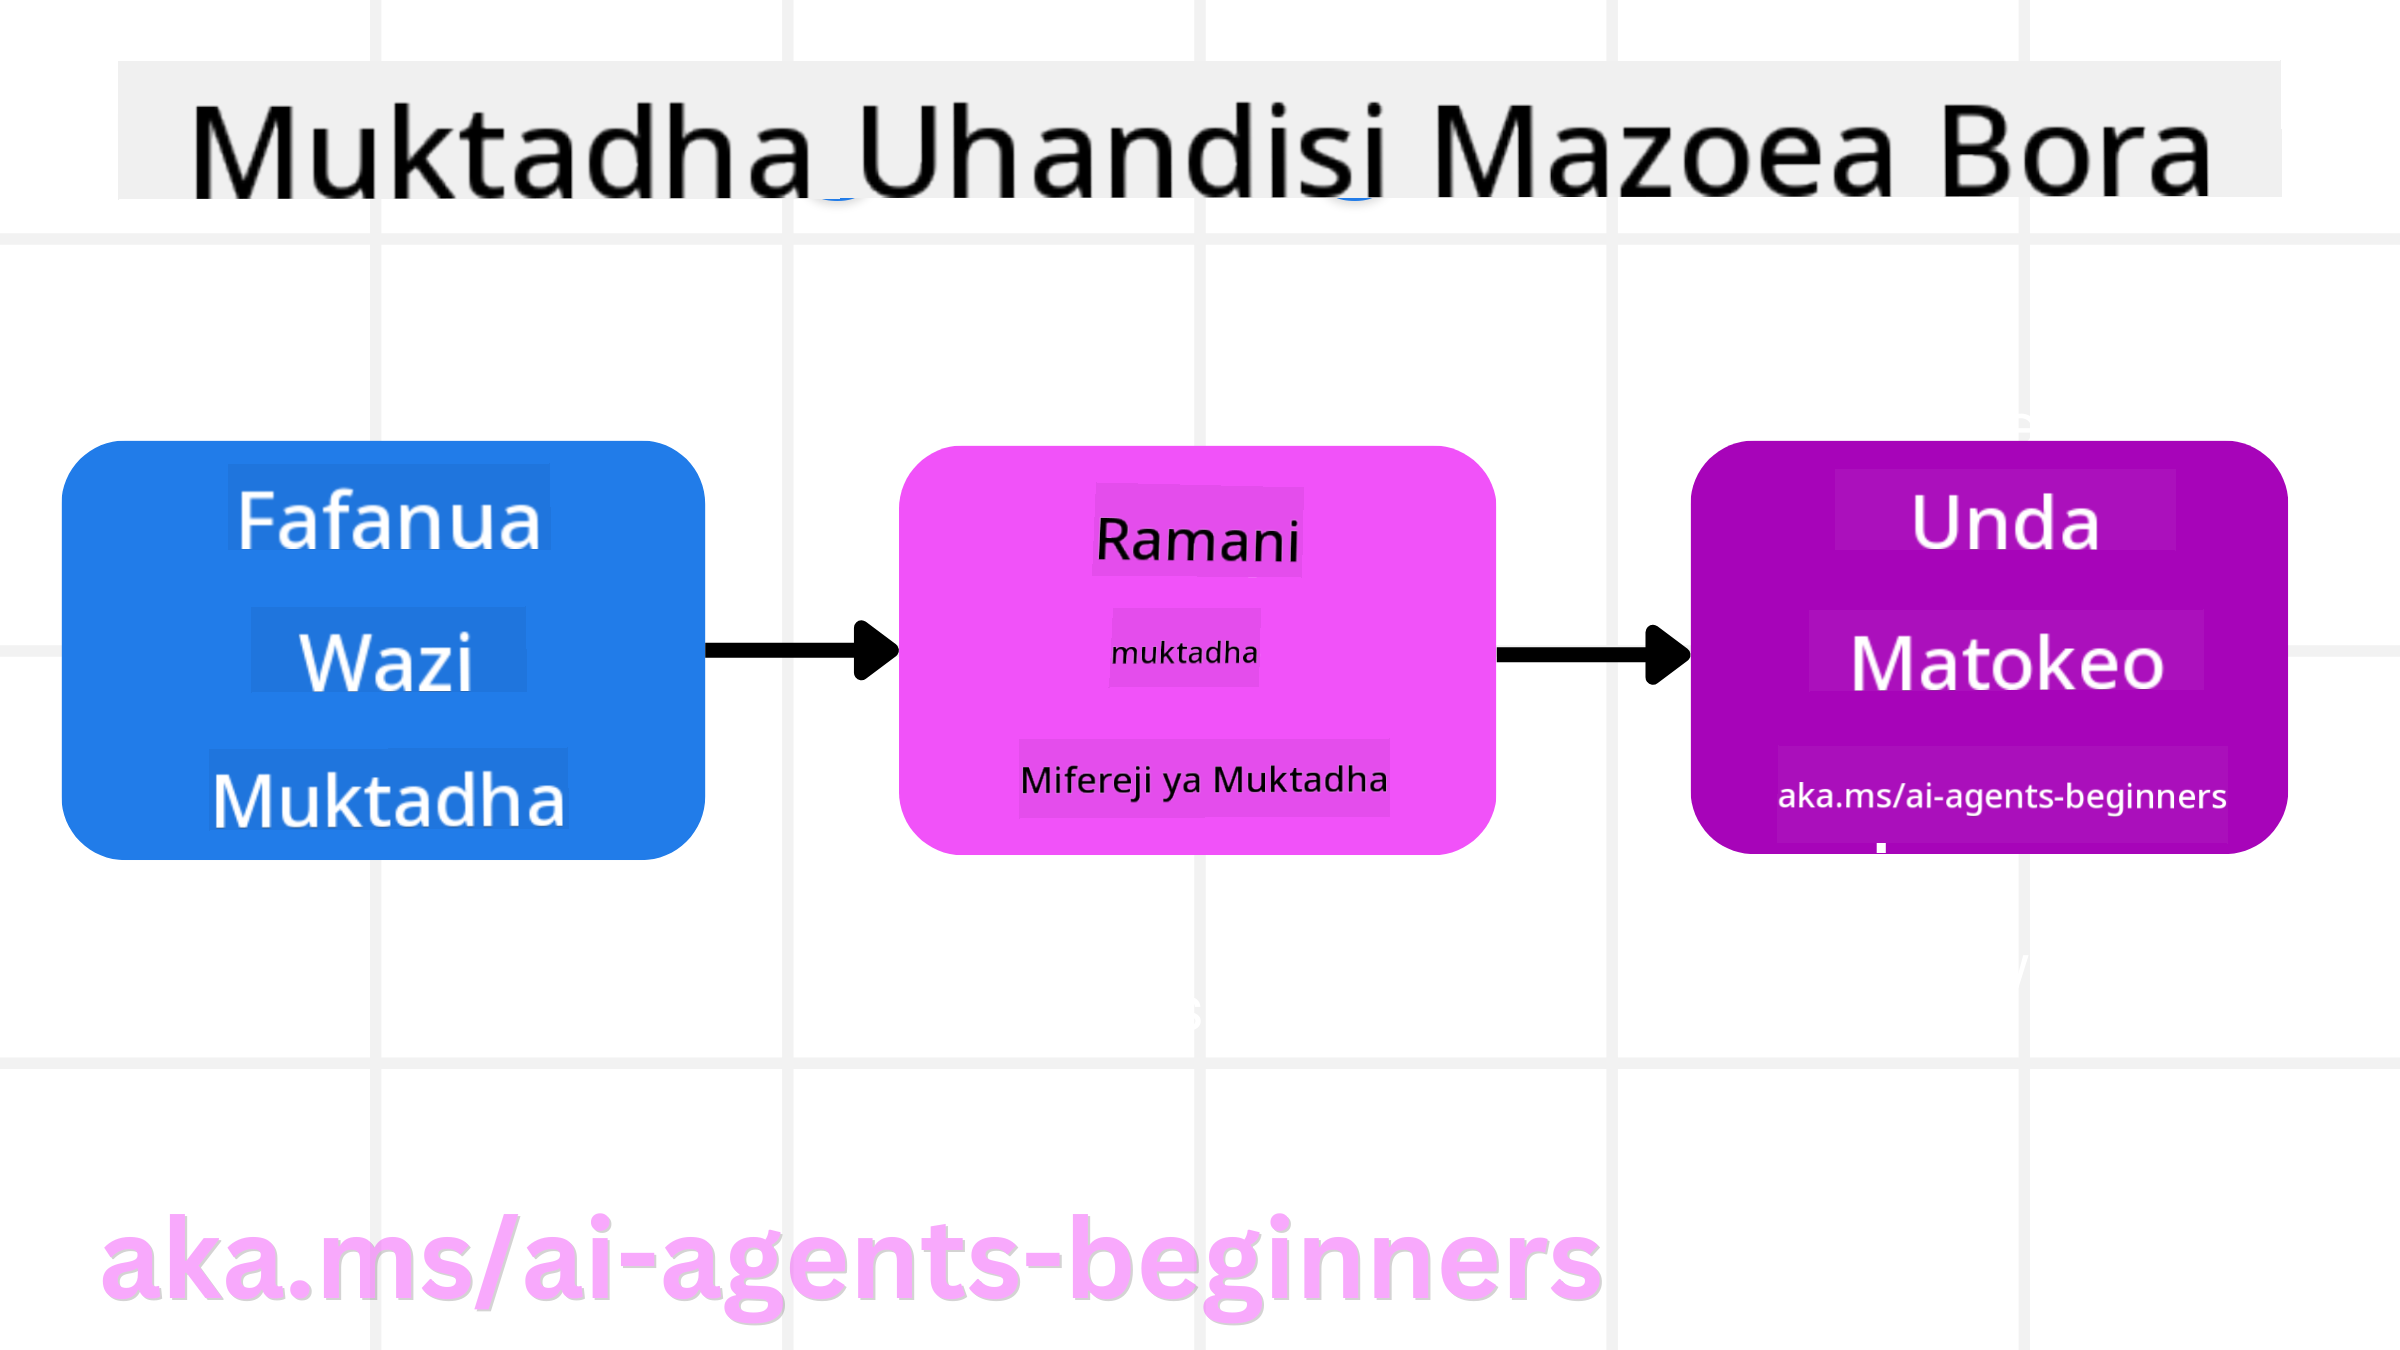 Muktadha Uhandisi Mazoea Bora
Fafanua
Wazi
Muktadha
Ramani
muktadha
Mifereji ya Muktadha
Unda
Matokeo
aka.ms/ai-agents-beginners
aka.ms/ai-agents-beginners